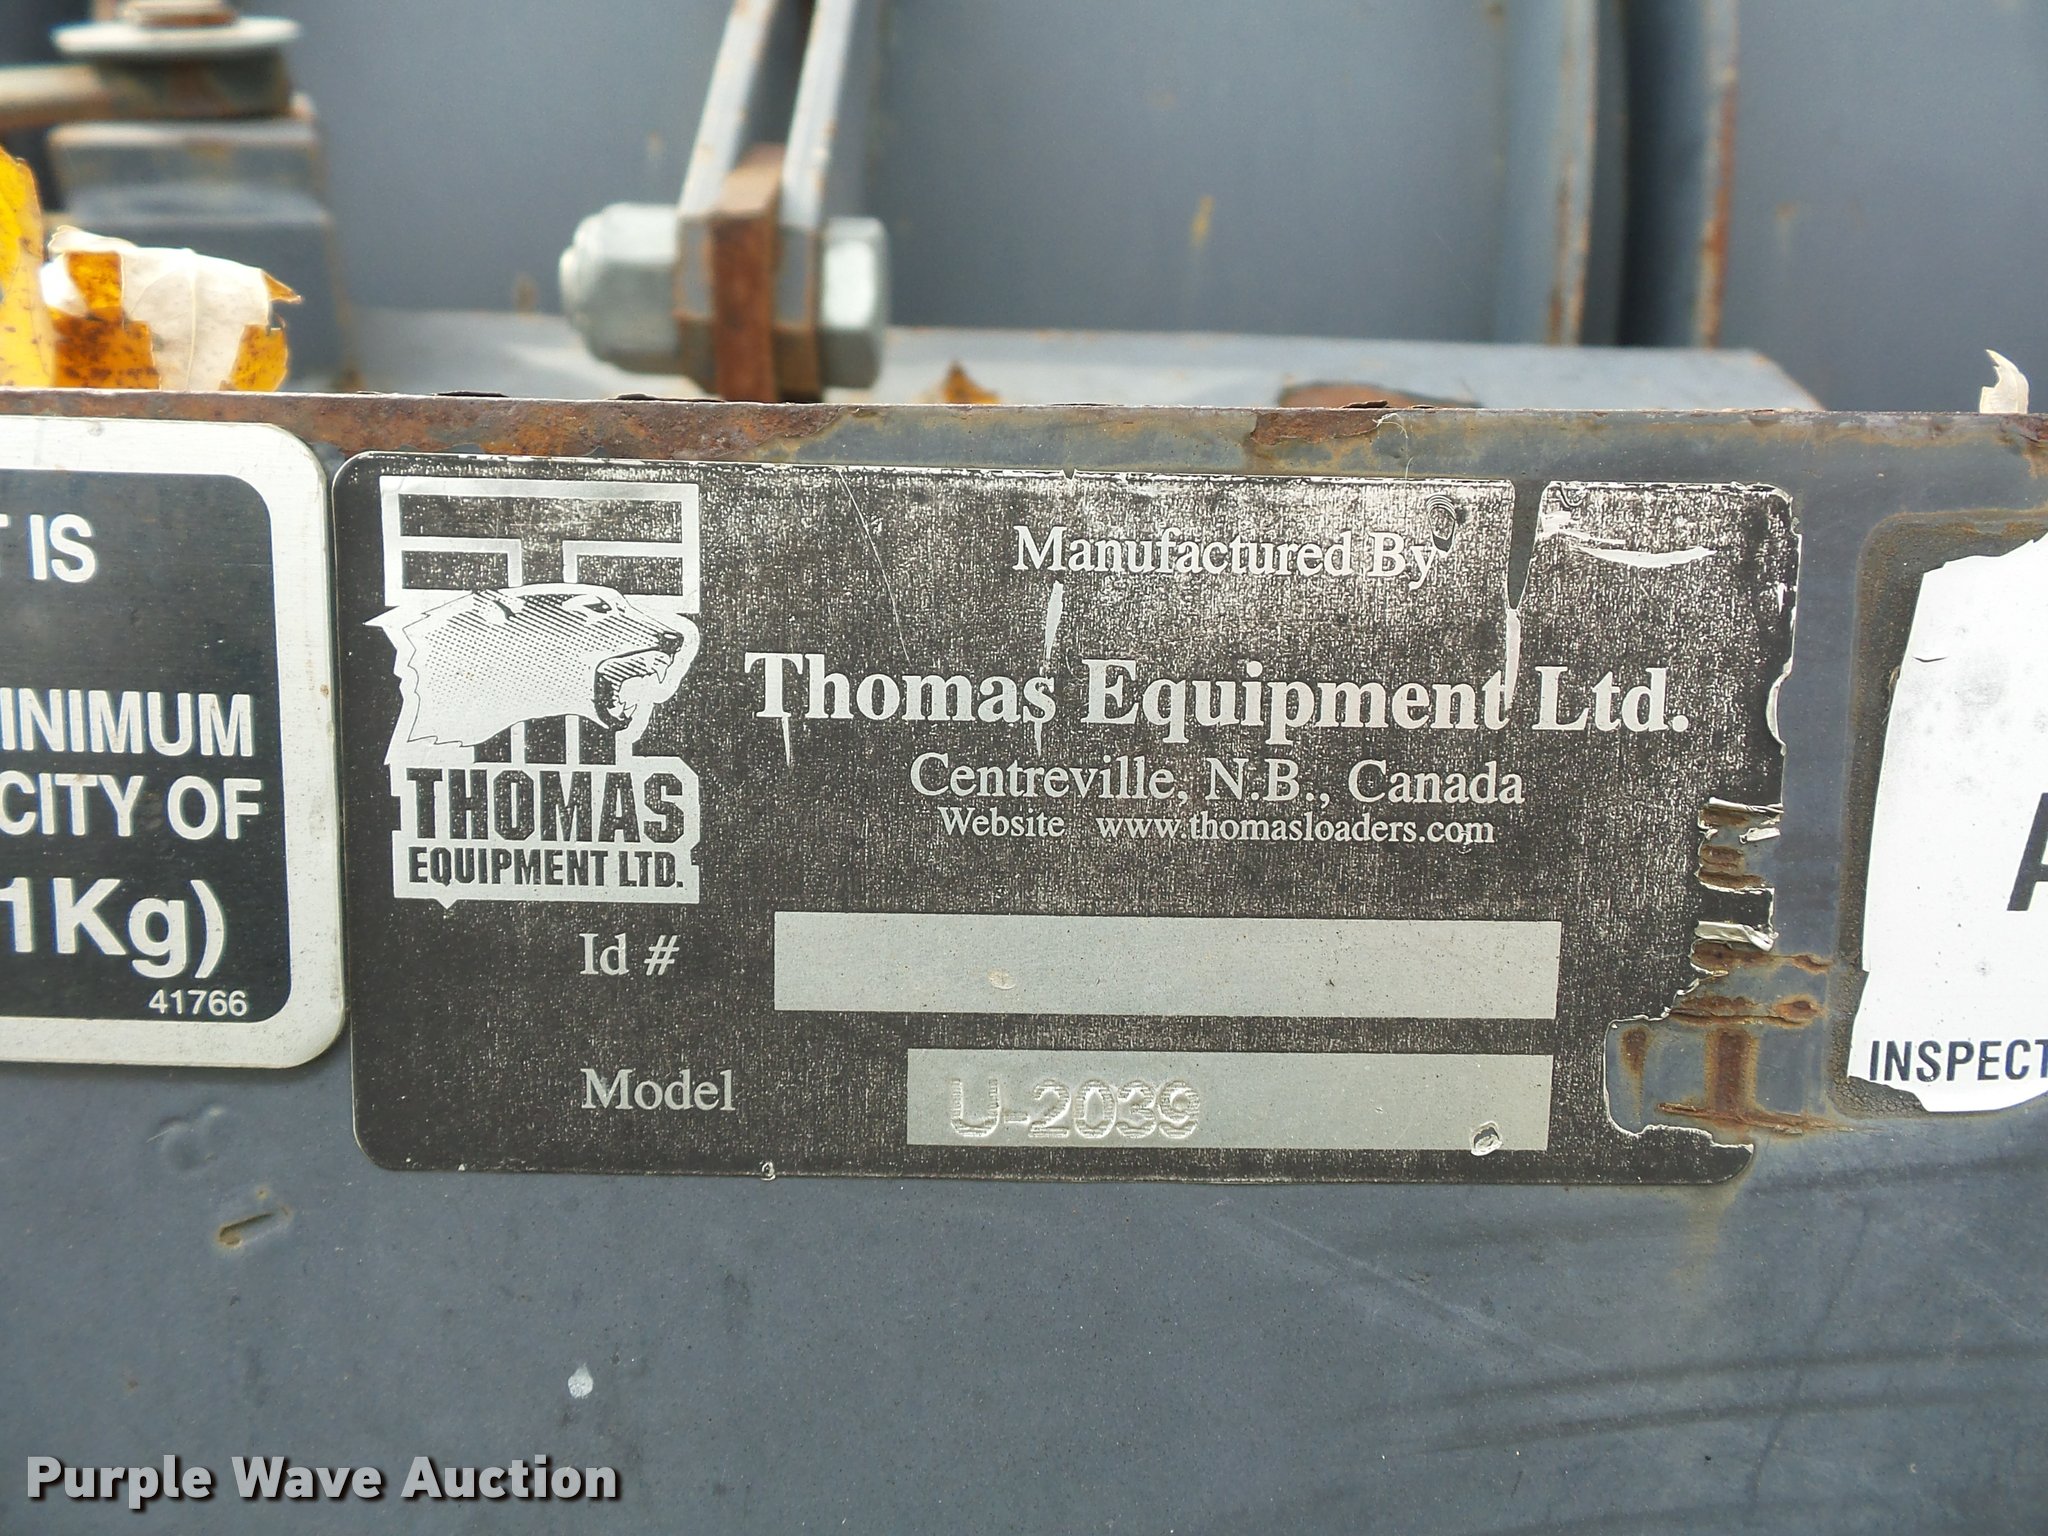 T IS
INIMUM
CITY OF
1Kg)
41766
THOMAS
EQUIPMENT LTD.
Manufactured By
Thomas Equipment Ltd.
Centreville, N.B., Canada
Website www.thomasloaders.com
Id #
Model U-2039
A
INSPECT
Purple Wave Auction